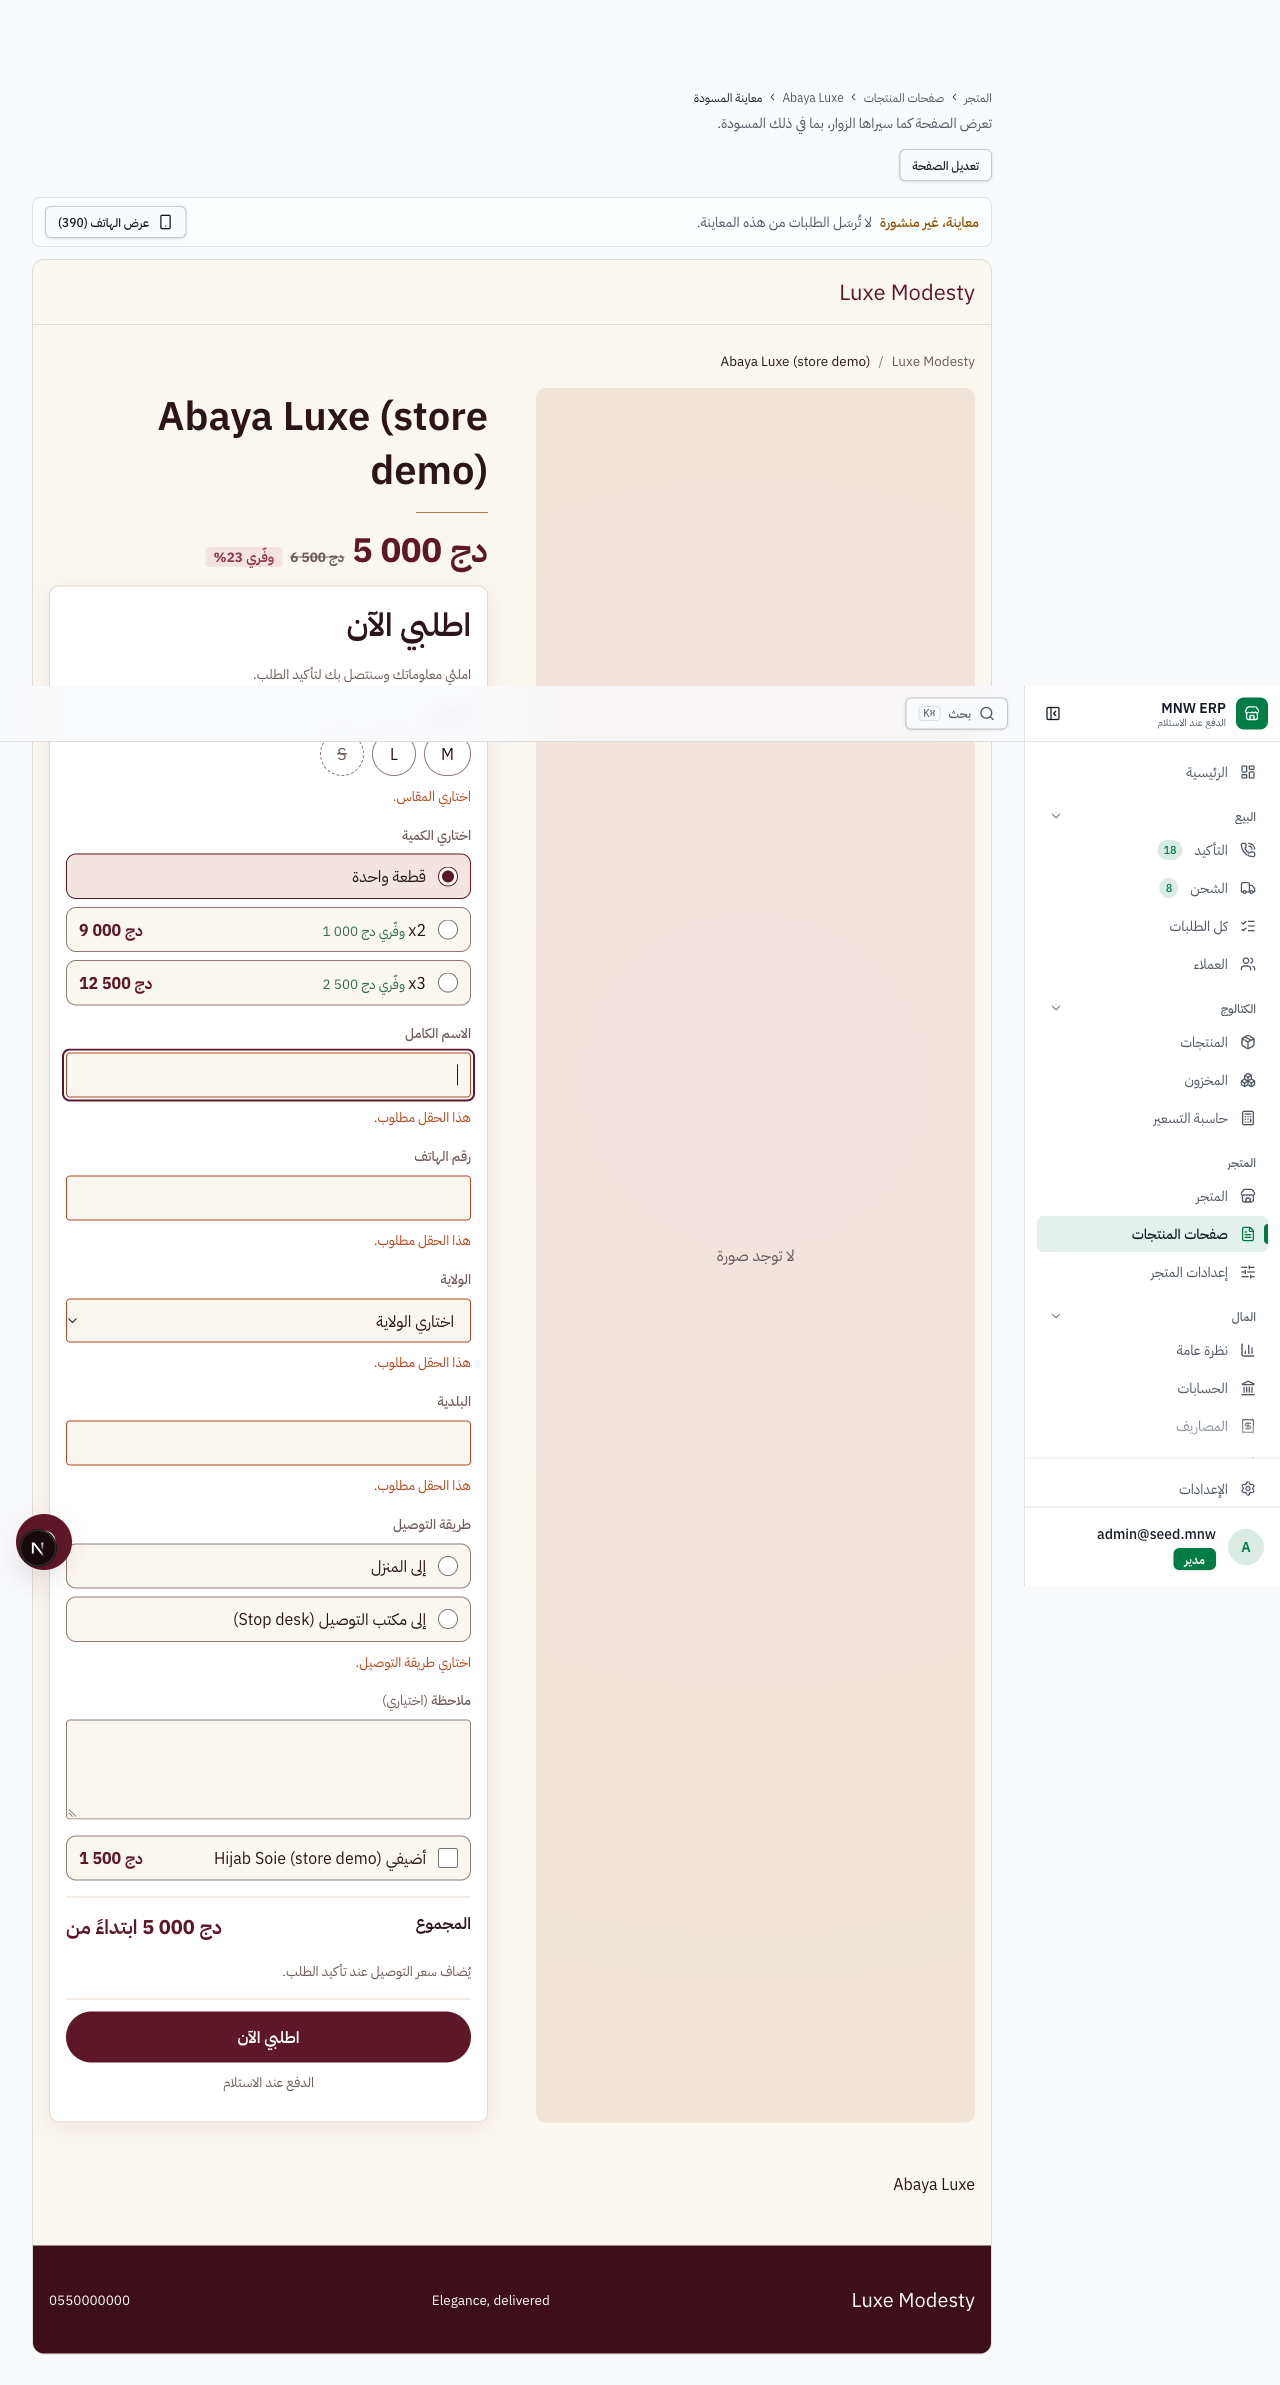 المتجر › صفحات المنتجات › Abaya Luxe › معاينة المسودة
تعرض الصفحة كما سيراها الزوار، بما في ذلك المسودة.
تعديل الصفحة
معاينة، غير منشورة لا تُرسَل الطلبات من هذه المعاينة.
عرض الهاتف (390)
Luxe Modesty
Luxe Modesty / Abaya Luxe (store demo)
Abaya Luxe (store
demo)
دج 000 5 دج 500 6 وفّري 23%
اطلبي الآن
املئي معلوماتك وسنتصل بك لتأكيد الطلب.
M L S
اختاري المقاس.
اختاري الكمية
قطعة واحدة
x2 وفّري دج 000 1 دج 000 9
x3 وفّري دج 500 2 دج 500 12
الاسم الكامل
هذا الحقل مطلوب.
رقم الهاتف
هذا الحقل مطلوب.
الولاية
اختاري الولاية
هذا الحقل مطلوب.
البلدية
هذا الحقل مطلوب.
طريقة التوصيل
إلى المنزل
إلى مكتب التوصيل (Stop desk)
اختاري طريقة التوصيل.
ملاحظة (اختياري)
أضيفي Hijab Soie (store demo) دج 500 1
المجموع
دج 000 5 ابتداءً من
يُضاف سعر التوصيل عند تأكيد الطلب.
اطلبي الآن
الدفع عند الاستلام
لا توجد صورة
Abaya Luxe
Luxe Modesty
Elegance, delivered
0550000000
N
MNW ERP
الدفع عند الاستلام
بحث ⌘K
الرئيسية
البيع
التأكيد 18
الشحن 8
كل الطلبات
العملاء
الكتالوج
المنتجات
المخزون
حاسبة التسعير
المتجر
المتجر
صفحات المنتجات
إعدادات المتجر
المال
نظرة عامة
الحسابات
المصاريف
الإعدادات
A
admin@seed.mnw
مدير